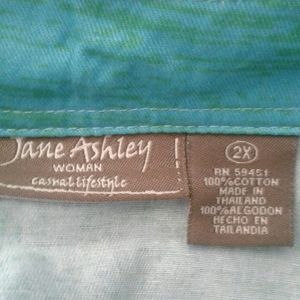 Jane Ashley
WOMAN
casual lifestyle
2X
RN 59451
100% COTTON
MADE IN
THAILAND
100% ALGODON
HECHO EN
TAILANDIA